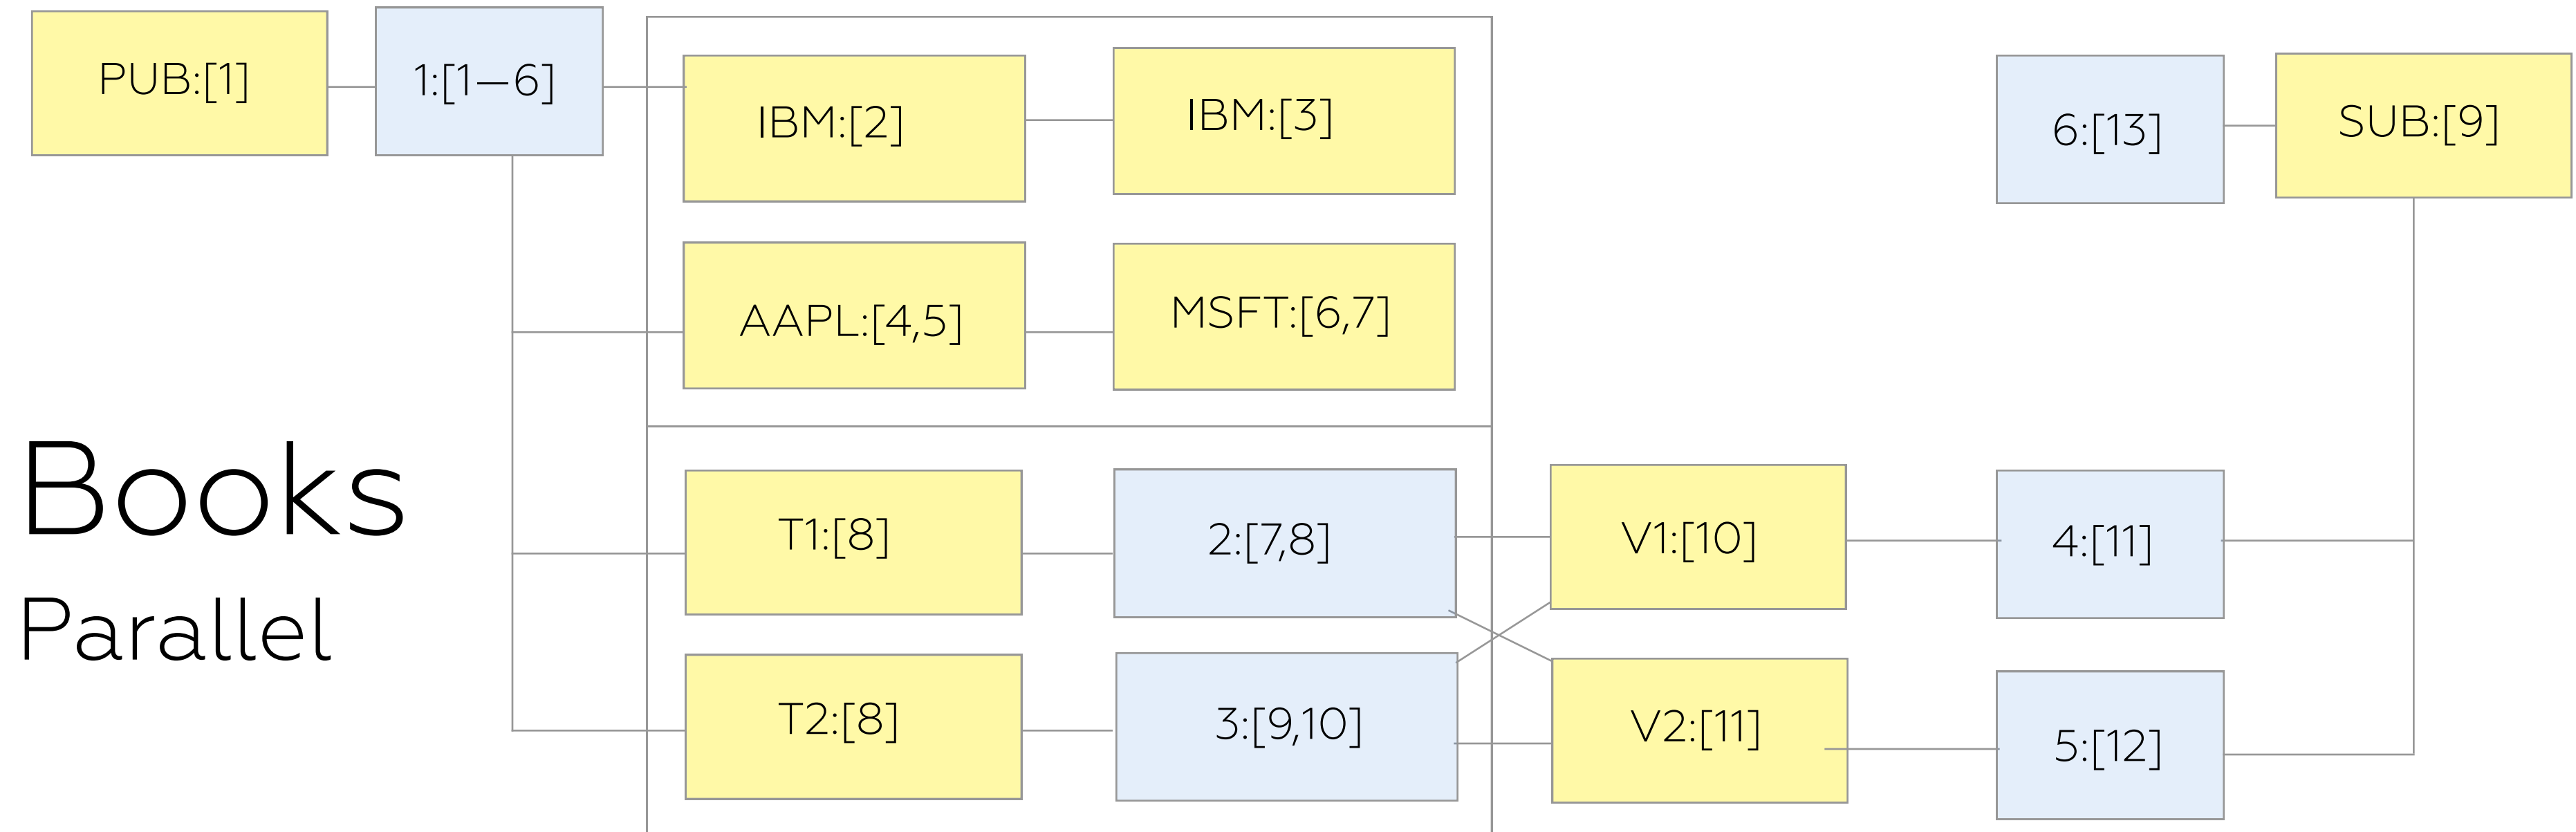 PUB:[1]
1:[1–6]
IBM:[2]
IBM:[3]
6:[13]
SUB:[9]
AAPL:[4,5]
MSFT:[6,7]
Books
Parallel
T1:[8]
2:[7,8]
V1:[10]
4:[11]
T2:[8]
3:[9,10]
V2:[11]
5:[12]